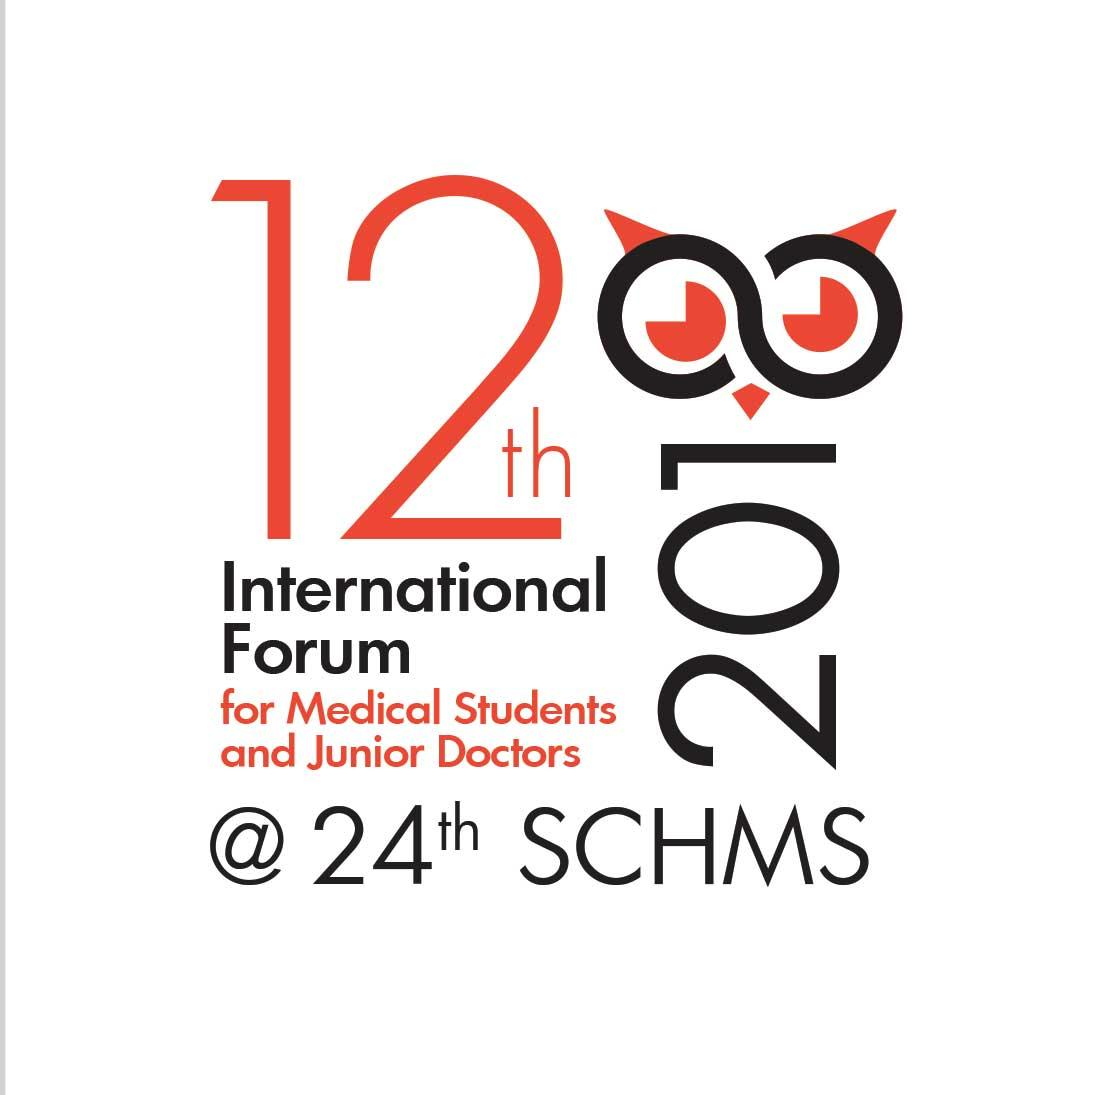 12th
International
Forum
for Medical Students
and Junior Doctors
@ 24th SCHMS
2018